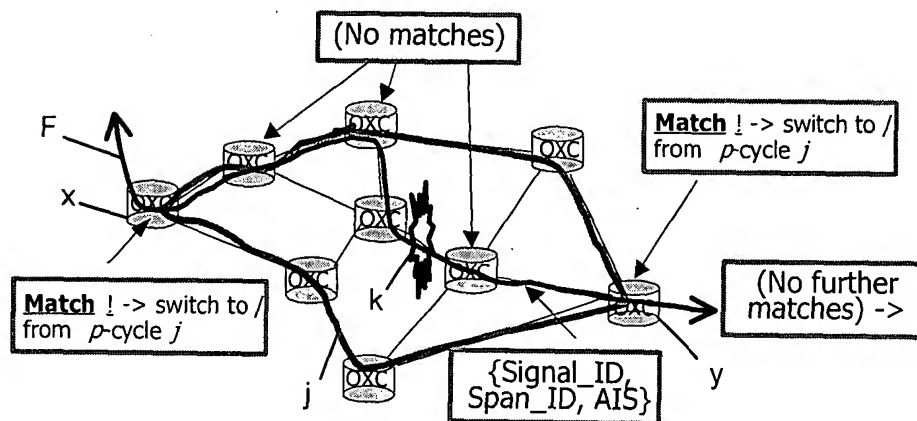 (No matches)
F
OXC
Match ! -> switch to /
from p-cycle j
OXC
OXC
x
OXC
OXC
OXC
OXC
k
Match ! -> switch to /
from p-cycle j
(No further
matches) ->
OXC
j
OXC
{Signal_ID,
Span_ID, AIS}
y